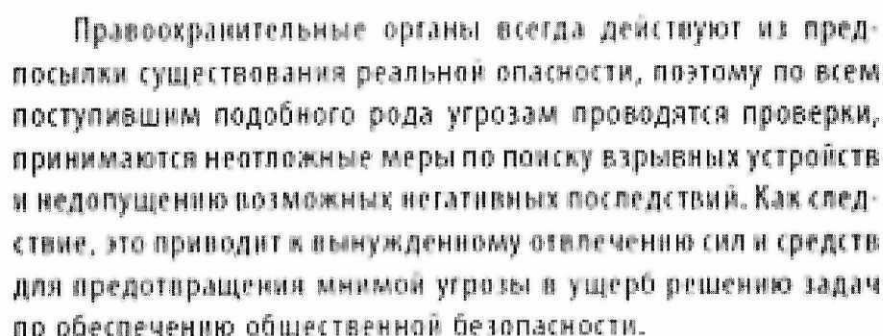 Правоохранительные органы всегда действуют из пред-
посылки существования реальной опасности, поэтому по всем
поступившим подобного рода угрозам проводятся проверки,
принимаются неотложные меры по поиску взрывных устройств
и недопущению возможных негативных последствий. Как след-
ствие, это приводит к вынужденному отвлечению сил и средств
для предотвращения мнимой угрозы в ущерб решению задач
по обеспечению общественной безопасности.